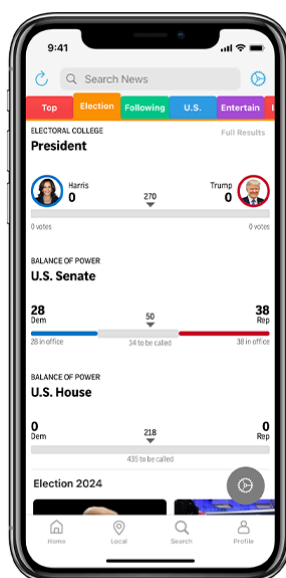 9:41
Search News
Top Election Following U.S. Entertain
ELECTORAL COLLEGE Full Results
President
Harris Trump
0 270 0
0 votes 0 votes
BALANCE OF POWER
U.S. Senate
28 50 38
Dem Rep
28 in office 34 to be called 38 in office
BALANCE OF POWER
U.S. House
0 0
Dem 218 Rep
435 to be called
Election 2024
Home Local Search Profile